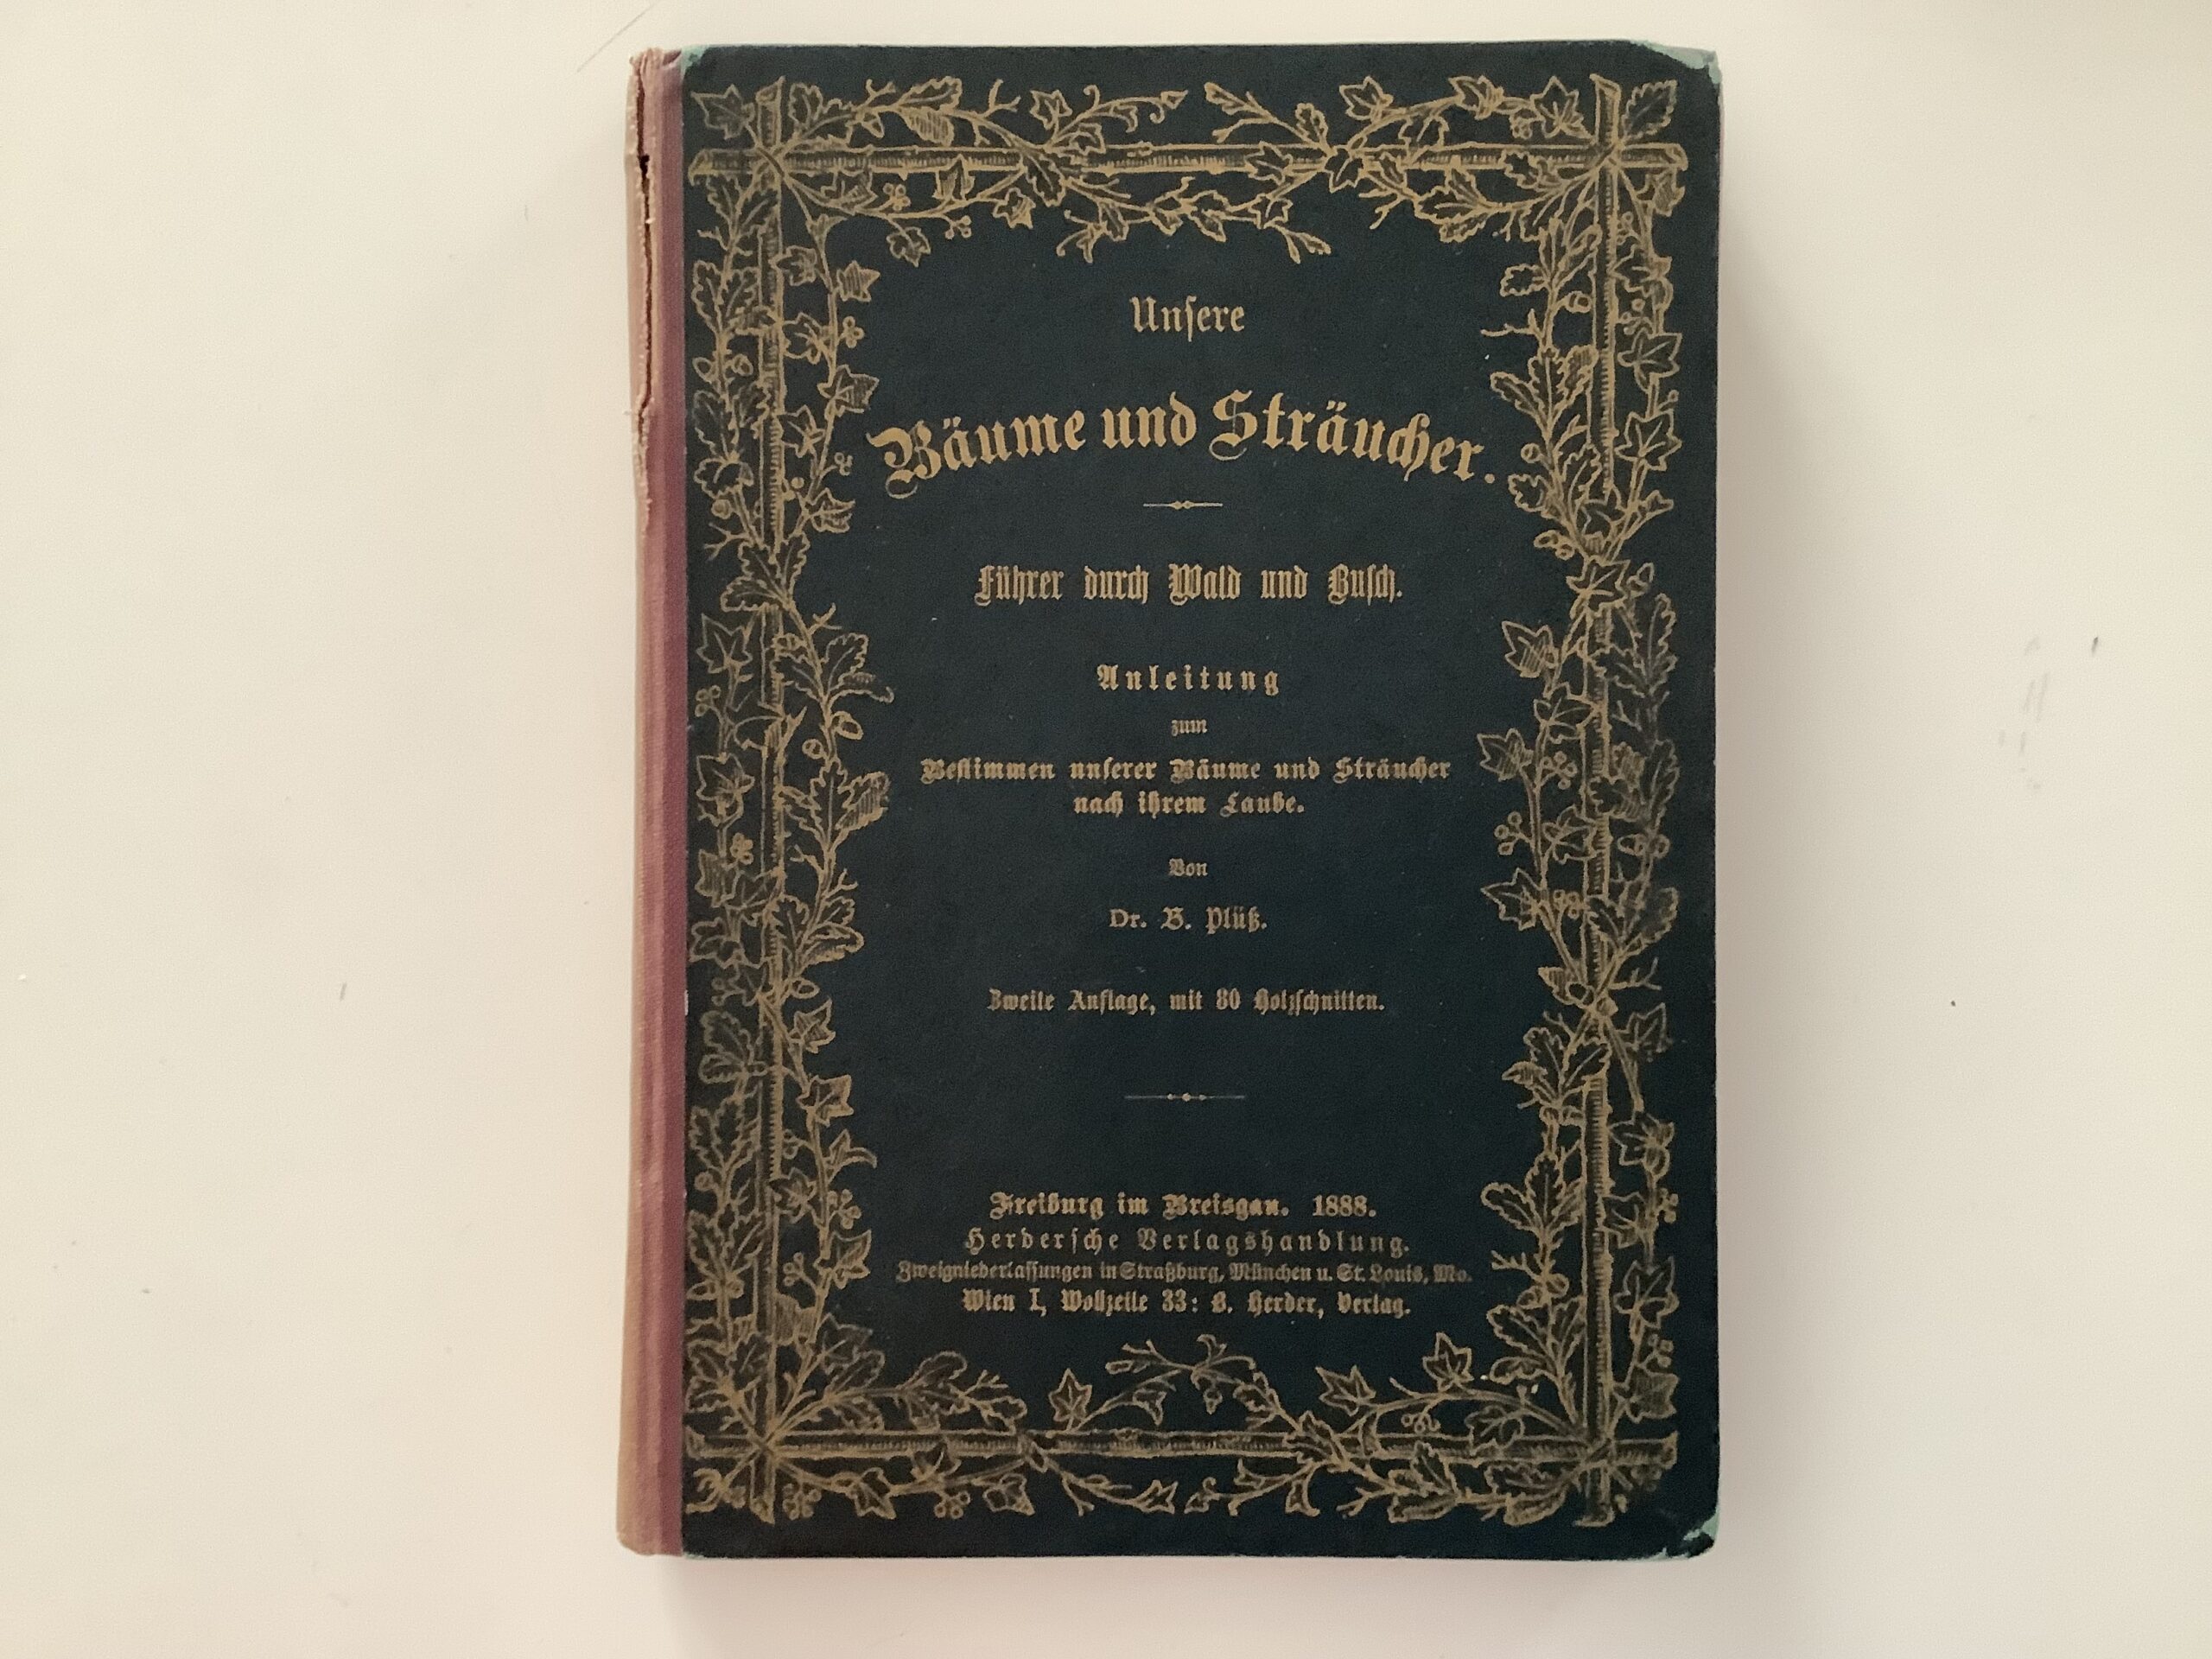 Unſere
Bäume und Sträucher.
Führer durch Wald und Buſch.
Anleitung
zum
Beſtimmen unſerer Bäume und Sträucher
nach ihrem Laube.
Von
Dr. B. Plüß.
Zweite Auflage, mit 80 Holzſchnitten.
Freiburg im Breisgau. 1888.
Herderſche Verlagshandlung.
Zweigniederlaſſungen in Straßburg, München u. St. Louis, Mo.
Wien I, Wollzeile 33: B. Herder, Verlag.